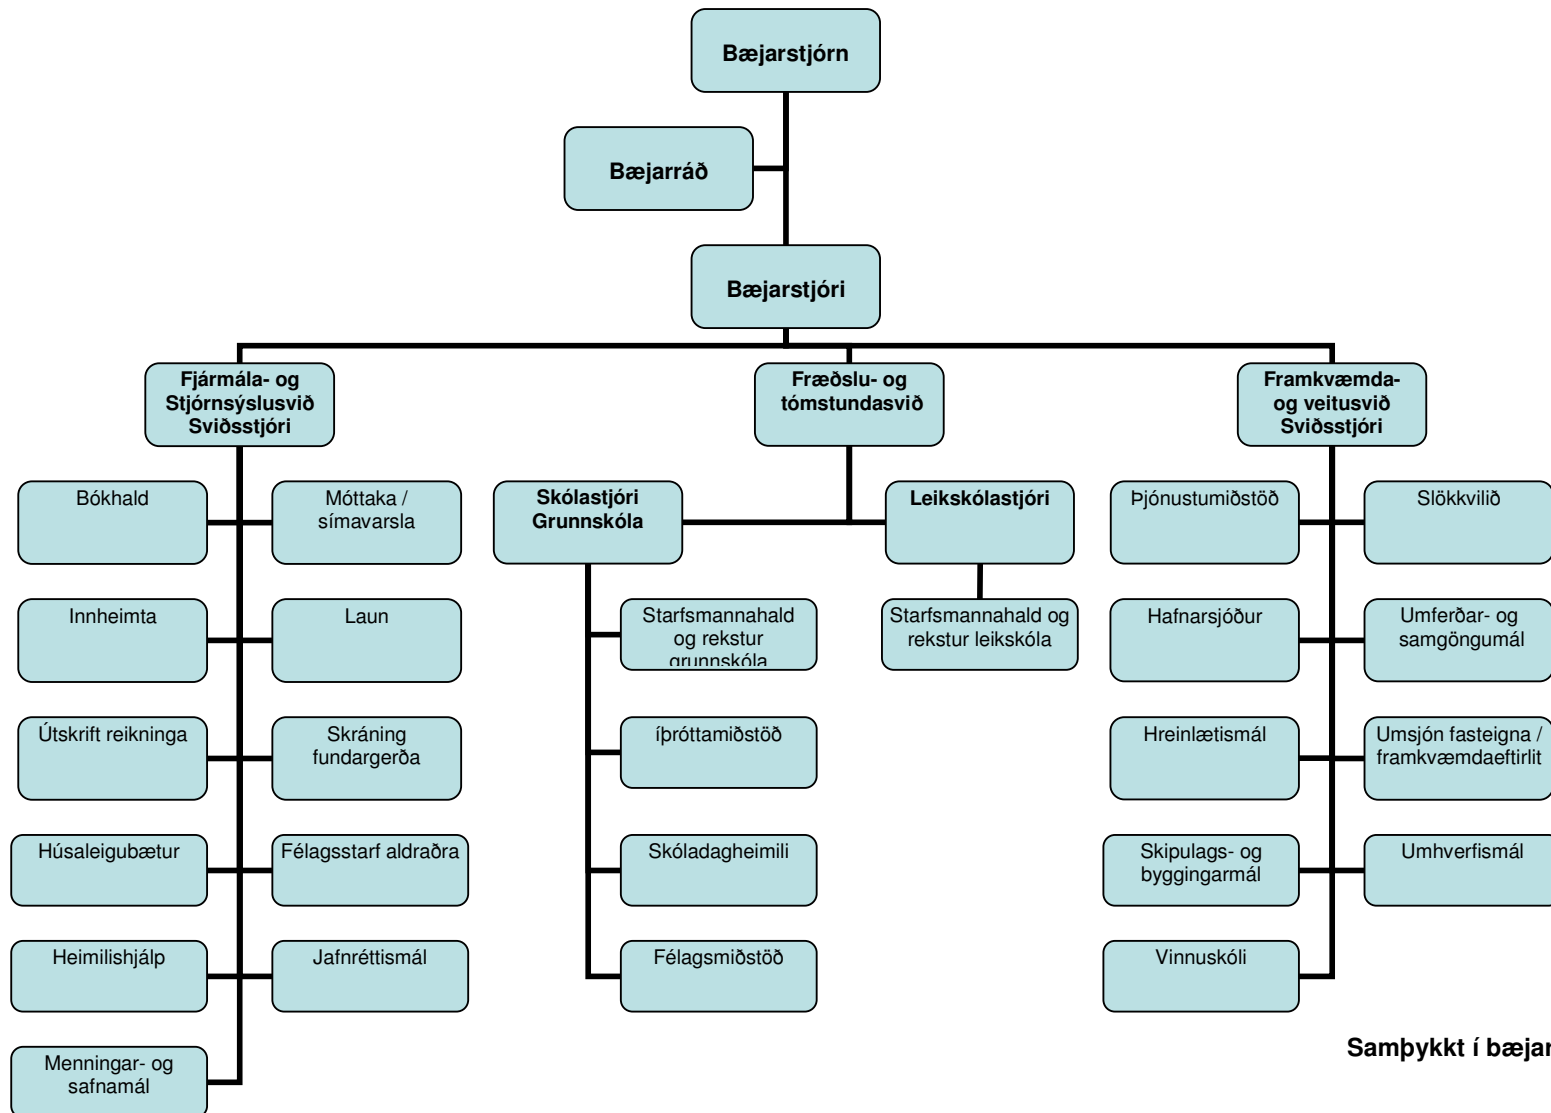 Bæjarstjórn
Bæjarráð
Bæjarstjóri
Fjármála- og
Stjórnsýslusvið
Sviðsstjóri
Fræðslu- og
tómstundasvið
Framkvæmda-
og veitusvið
Sviðsstjóri
Bókhald
Móttaka /
símavarsla
Skólastjóri
Grunnskóla
Leikskólastjóri
Þjónustumiðstöð
Slökkvilið
Innheimta
Laun
Starfsmannahald
og rekstur
grunnskóla
Starfsmannahald og
rekstur leikskóla
Hafnarsjóður
Umferðar- og
samgöngumál
Útskrift reikninga
Skráning
fundargerða
íþróttamiðstöð
Hreinlætismál
Umsjón fasteigna /
framkvæmdaeftirlit
Húsaleigubætur
Félagsstarf aldraðra
Skóladagheimili
Skipulags- og
byggingarmál
Umhverfismál
Heimilishjálp
Jafnréttismál
Félagsmiðstöð
Vinnuskóli
Menningar- og
safnamál
Samþykkt í bæjar